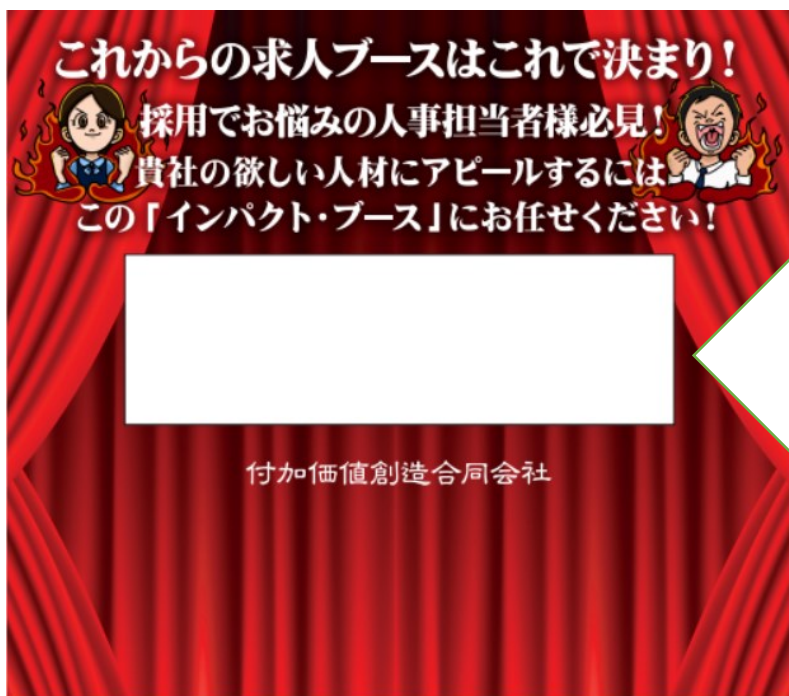 これからの求人ブースはこれで決まり！
採用でお悩みの人事担当者様必見！
貴社の欲しい人材にアピールするには
この「インパクト・ブース」にお任せください！
付加価値創造合同会社